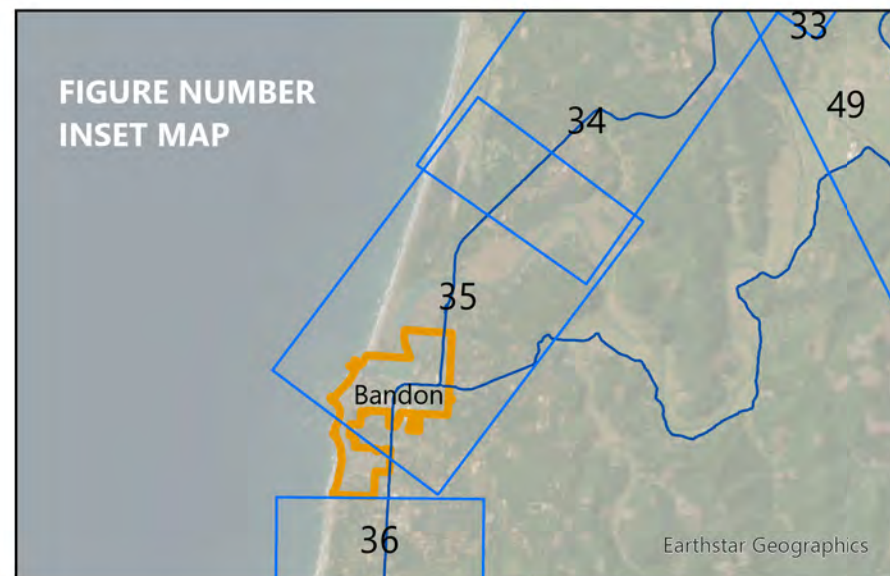 FIGURE NUMBER
INSET MAP
33
34
49
35
Bandon
36
Earthstar Geographics